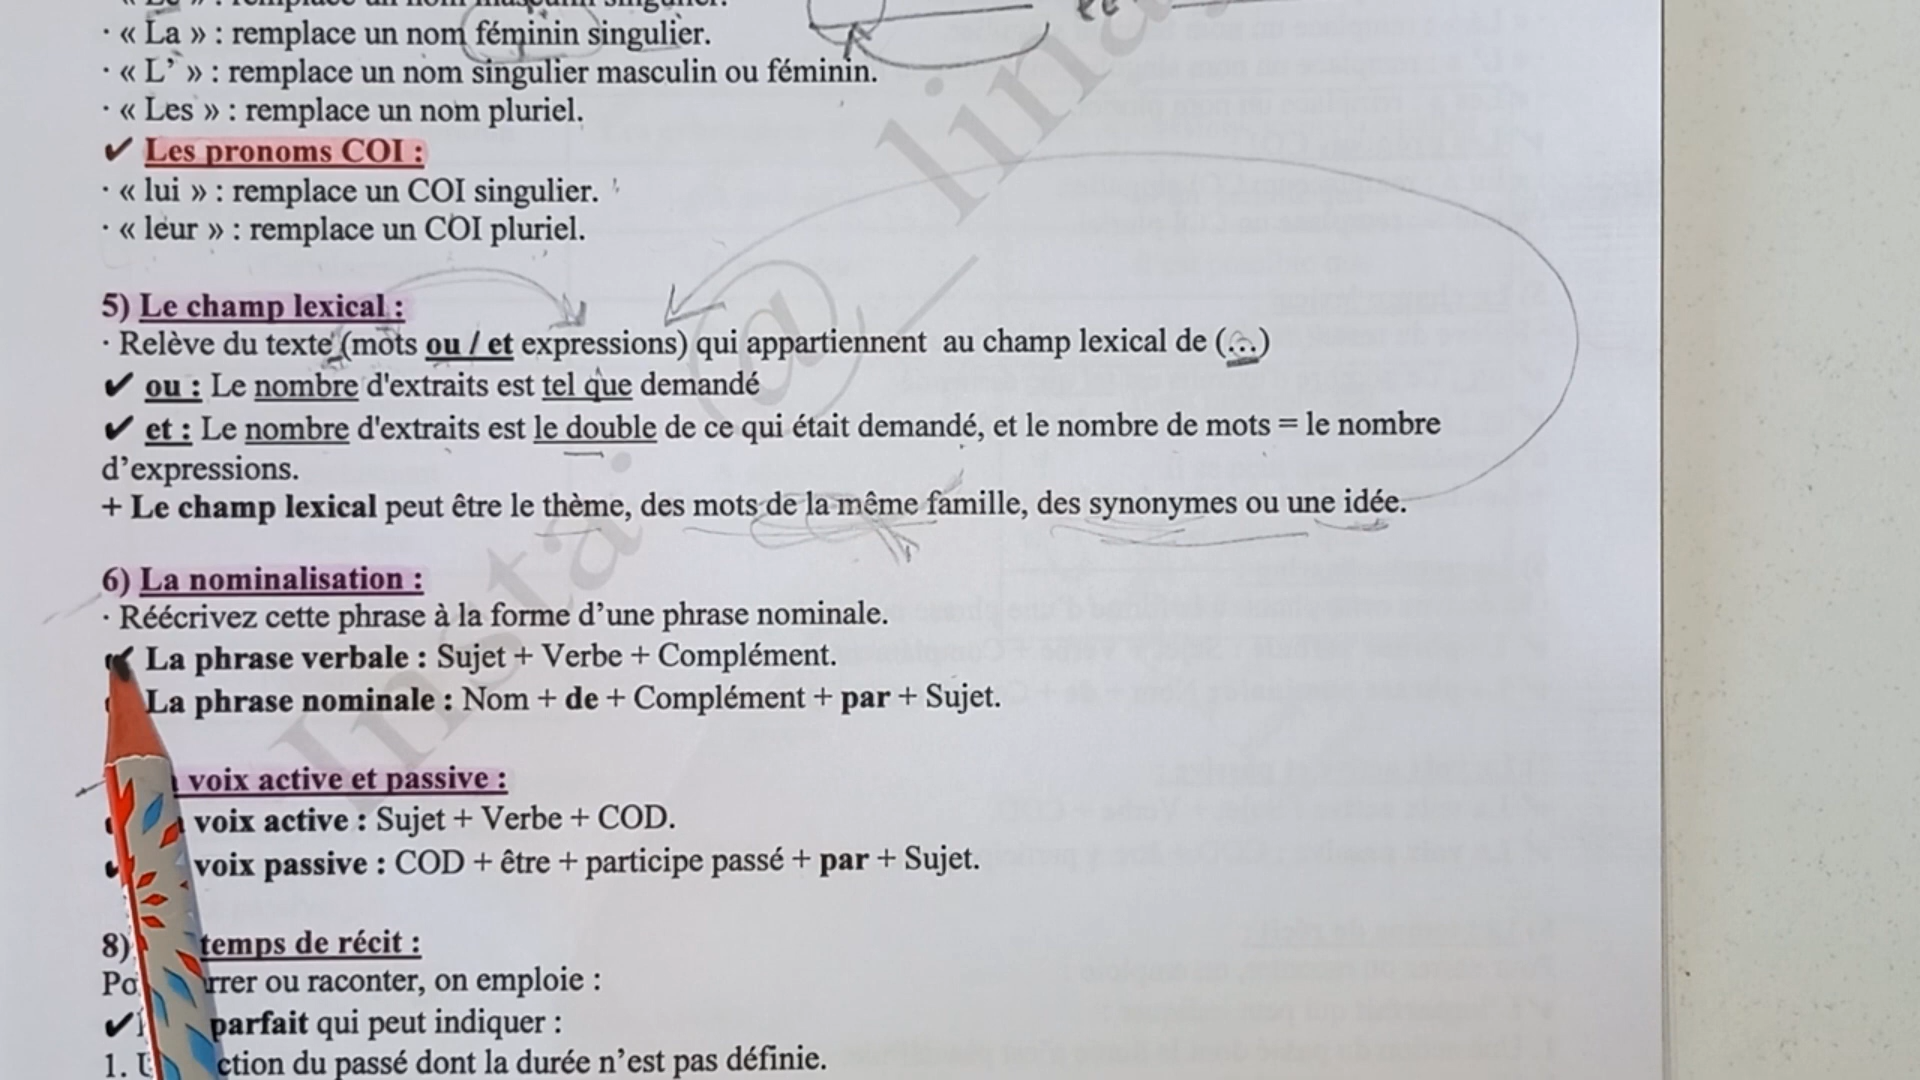 · « La » : remplace un nom féminin singulier.
· « L’ » : remplace un nom singulier masculin ou féminin.
· « Les » : remplace un nom pluriel.
✔ Les pronoms COI :
· « lui » : remplace un COI singulier.
· « leur » : remplace un COI pluriel.
5) Le champ lexical :
· Relève du texte (mots ou / et expressions) qui appartiennent au champ lexical de (...)
✔ ou : Le nombre d'extraits est tel que demandé
✔ et : Le nombre d'extraits est le double de ce qui était demandé, et le nombre de mots = le nombre
d’expressions.
+ Le champ lexical peut être le thème, des mots de la même famille, des synonymes ou une idée.
6) La nominalisation :
· Réécrivez cette phrase à la forme d’une phrase nominale.
La phrase verbale : Sujet + Verbe + Complément.
La phrase nominale : Nom + de + Complément + par + Sujet.
voix active et passive :
voix active : Sujet + Verbe + COD.
voix passive : COD + être + participe passé + par + Sujet.
8) temps de récit :
ou raconter, on emploie :
✔ parfait qui peut indiquer :
1. du passé dont la durée n’est pas définie.
Insta : @_lina